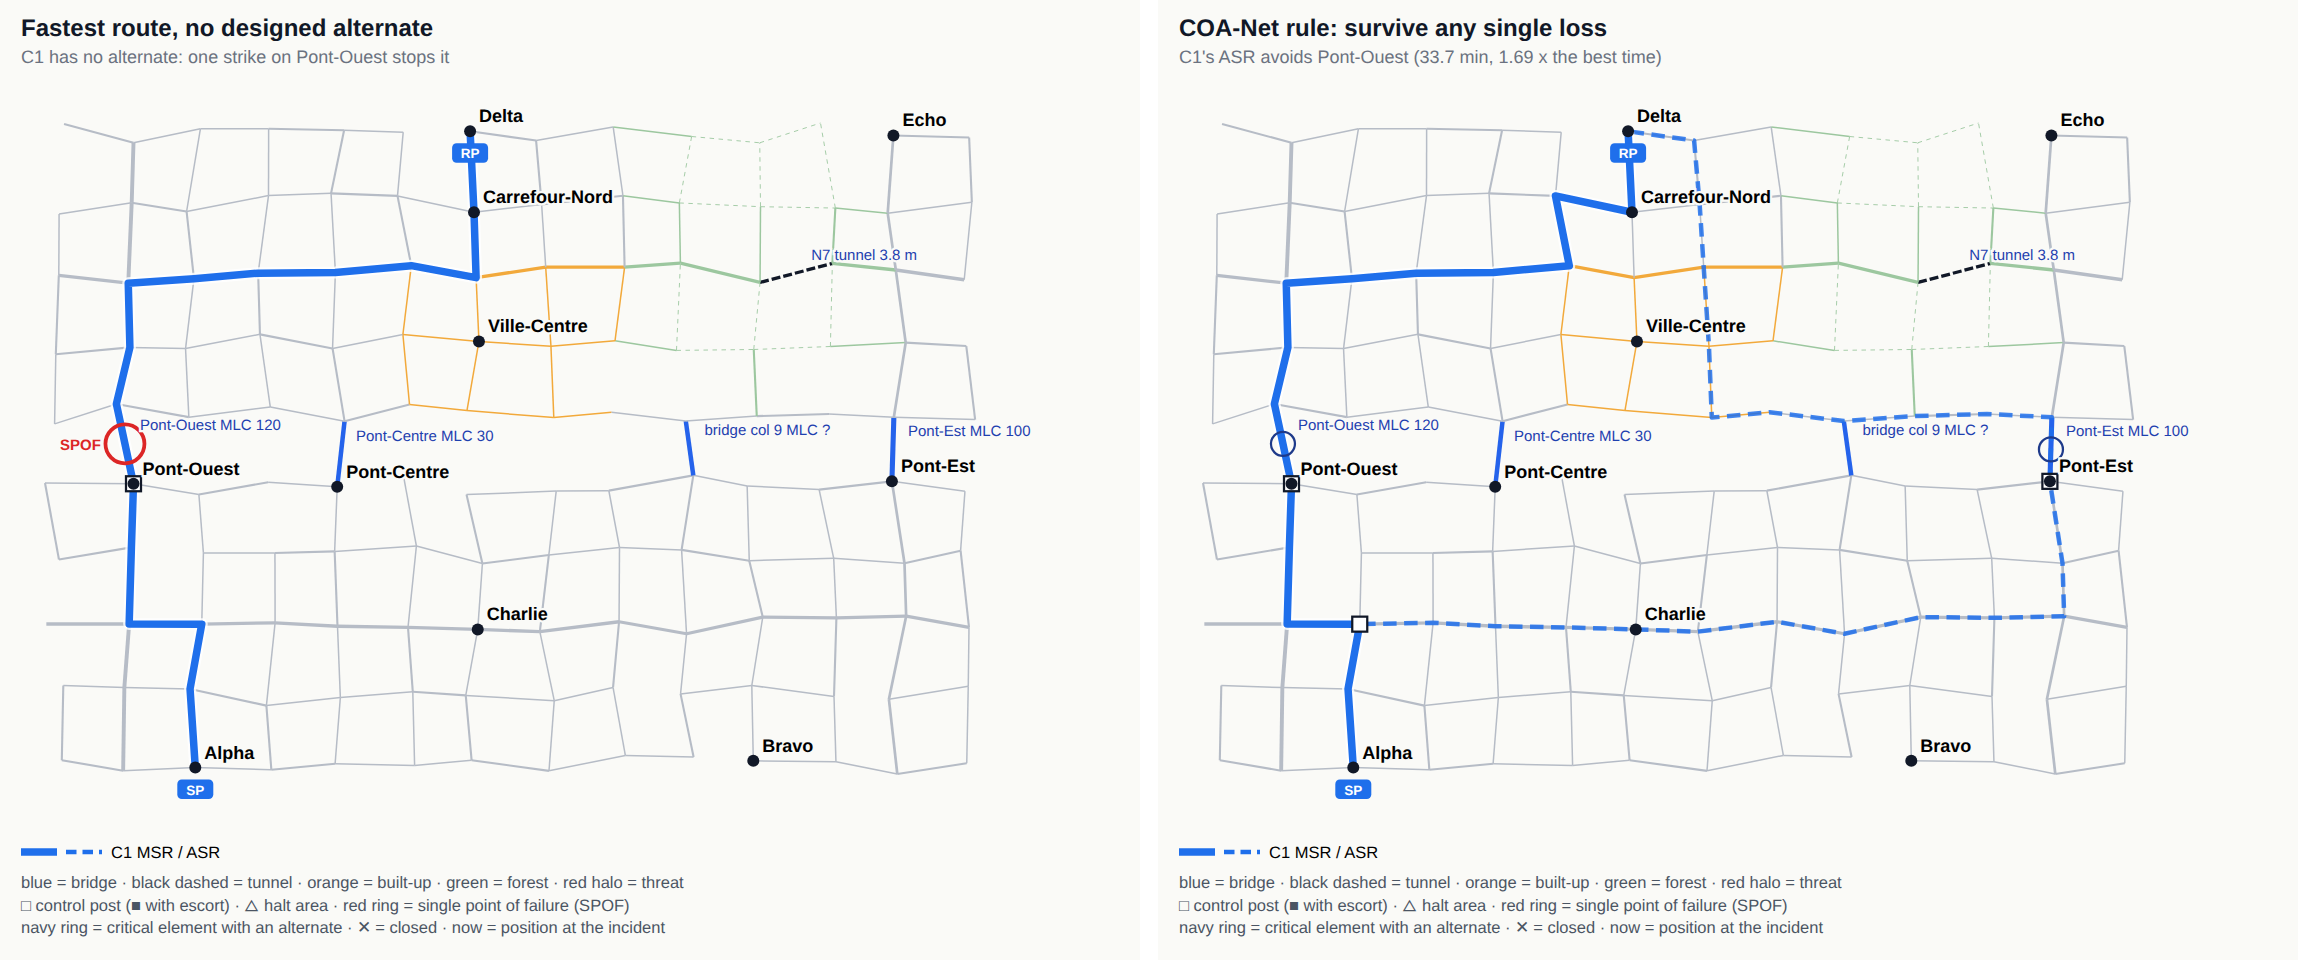 Fastest route, no designed alternate
C1 has no alternate: one strike on Pont-Ouest stops it
Delta
Echo
RP
Carrefour-Nord
N7 tunnel 3.8 m
Ville-Centre
Pont-Ouest MLC 120
Pont-Centre MLC 30
bridge col 9 MLC ?
Pont-Est MLC 100
SPOF
Pont-Ouest
Pont-Centre
Pont-Est
Charlie
Alpha
Bravo
SP
C1 MSR / ASR
blue = bridge · black dashed = tunnel · orange = built-up · green = forest · red halo = threat
□ control post (■ with escort) · △ halt area · red ring = single point of failure (SPOF)
navy ring = critical element with an alternate · ✕ = closed · now = position at the incident
COA-Net rule: survive any single loss
C1's ASR avoids Pont-Ouest (33.7 min, 1.69 x the best time)
Delta
Echo
RP
Carrefour-Nord
N7 tunnel 3.8 m
Ville-Centre
Pont-Ouest MLC 120
Pont-Centre MLC 30
bridge col 9 MLC ?
Pont-Est MLC 100
Pont-Ouest
Pont-Centre
Pont-Est
Charlie
Alpha
Bravo
SP
C1 MSR / ASR
blue = bridge · black dashed = tunnel · orange = built-up · green = forest · red halo = threat
□ control post (■ with escort) · △ halt area · red ring = single point of failure (SPOF)
navy ring = critical element with an alternate · ✕ = closed · now = position at the incident